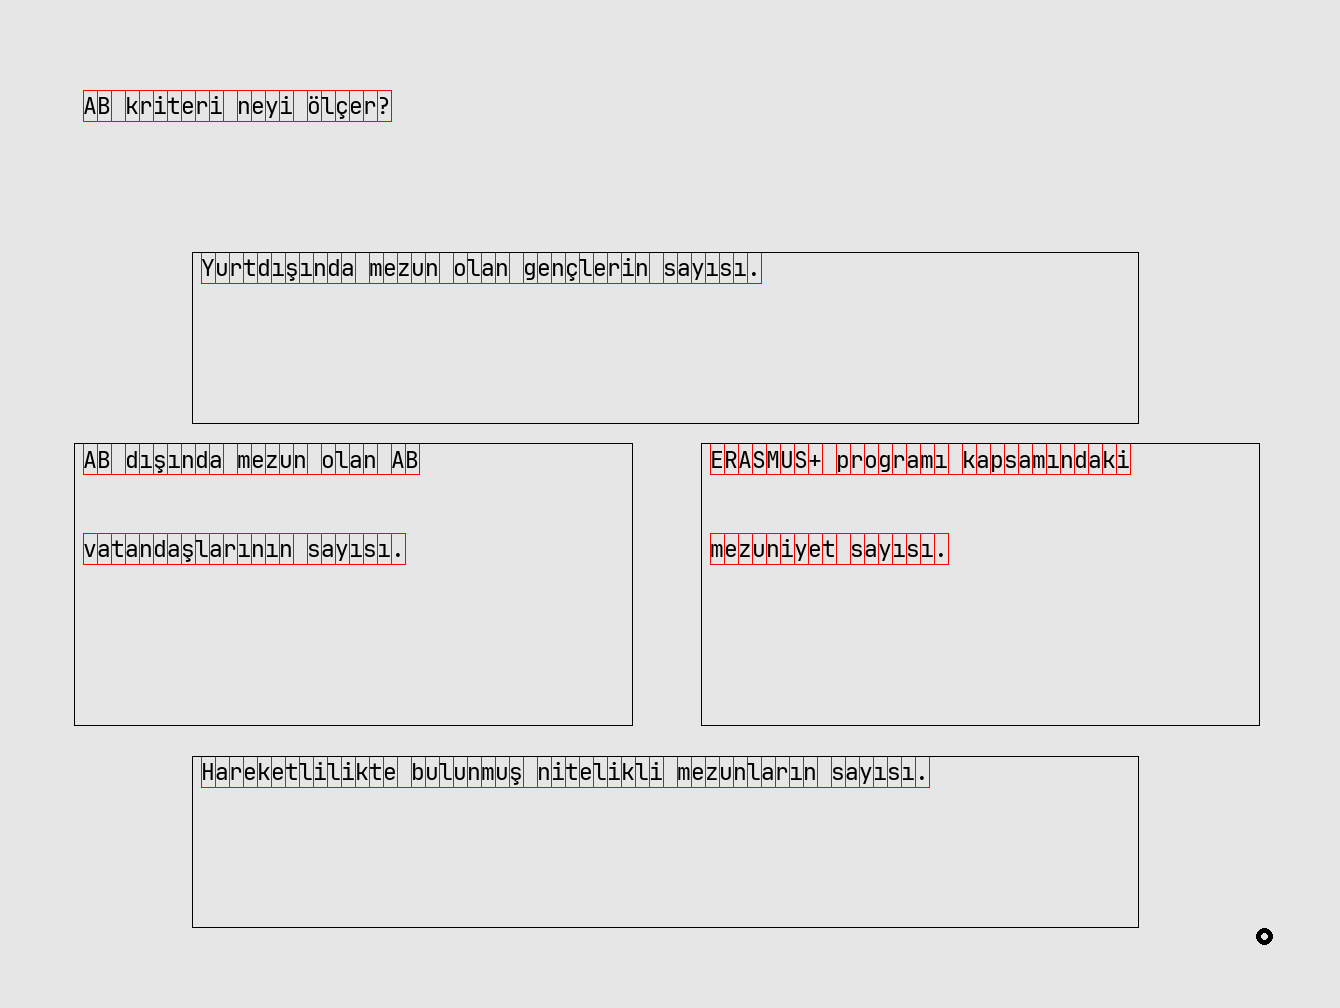 AB kriteri neyi ölçer?
Yurtdışında mezun olan gençlerin sayısı.
AB dışında mezun olan AB
vatandaşlarının sayısı.
ERASMUS+ programı kapsamındaki
mezuniyet sayısı.
Hareketlilikte bulunmuş nitelikli mezunların sayısı.